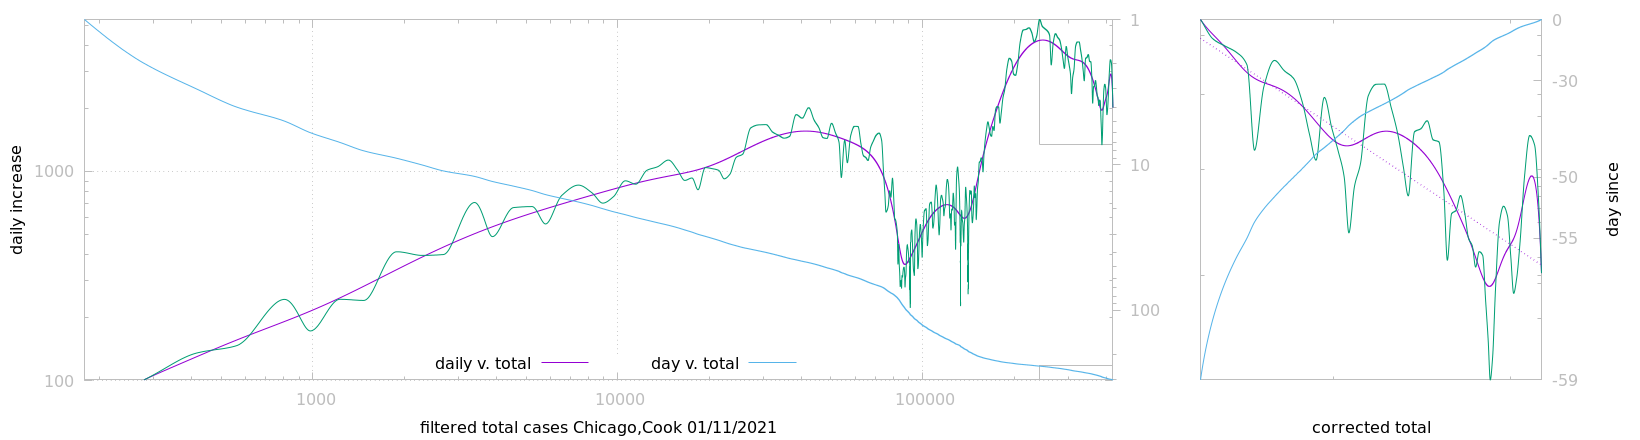 1
0
-30
10
1000
-50
-55
100
daily v. total
day v. total
100
-59
1000
10000
100000
filtered total cases Chicago,Cook 01/11/2021
corrected total
daily increase
day since